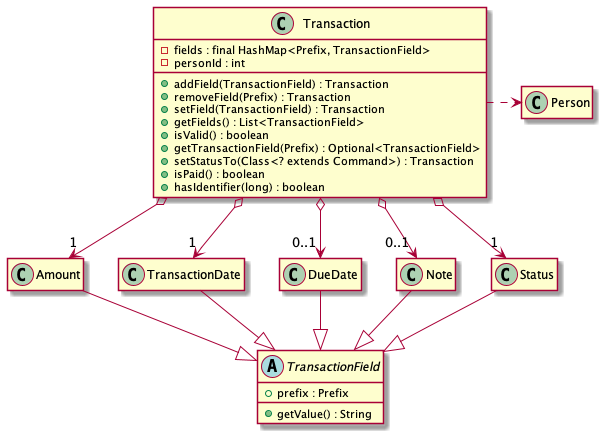 C Transaction
fields : final HashMap<Prefix, TransactionField>
personId : int
addField(TransactionField) : Transaction
removeField(Prefix) : Transaction
setField(TransactionField) : Transaction
getFields() : List<TransactionField>
isValid() : boolean
getTransactionField(Prefix) : Optional<TransactionField>
setStatusTo(Class<? extends Command>) : Transaction
isPaid() : boolean
hasIdentifier(long) : boolean
C Person
1
1
0..1
0..1
1
C Amount
C TransactionDate
C DueDate
C Note
C Status
A TransactionField
prefix : Prefix
getValue() : String